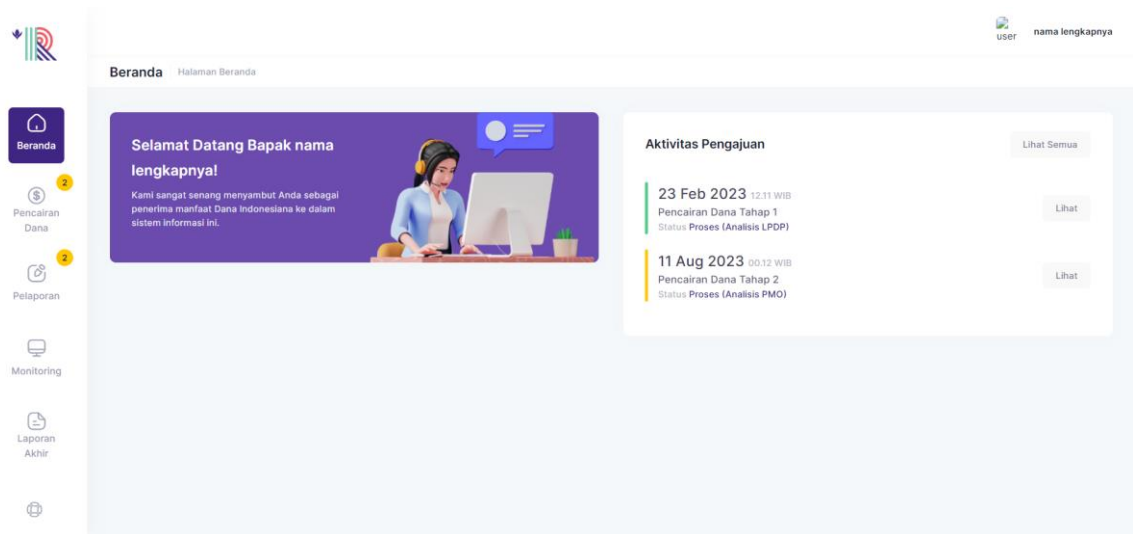 user
nama lengkapnya
Beranda
Halaman Beranda
Beranda
2
Pencairan
Dana
2
Pelaporan
Monitoring
Laporan
Akhir
Selamat Datang Bapak nama
lengkapnya!
Kami sangat senang menyambut Anda sebagai
penerima manfaat Dana Indonesiana ke dalam
sistem informasi ini.
Aktivitas Pengajuan
Lihat Semua
23 Feb 2023 12.11 WIB
Pencairan Dana Tahap 1
Status Proses (Analisis LPDP)
Lihat
11 Aug 2023 00.12 WIB
Pencairan Dana Tahap 2
Status Proses (Analisis PMO)
Lihat